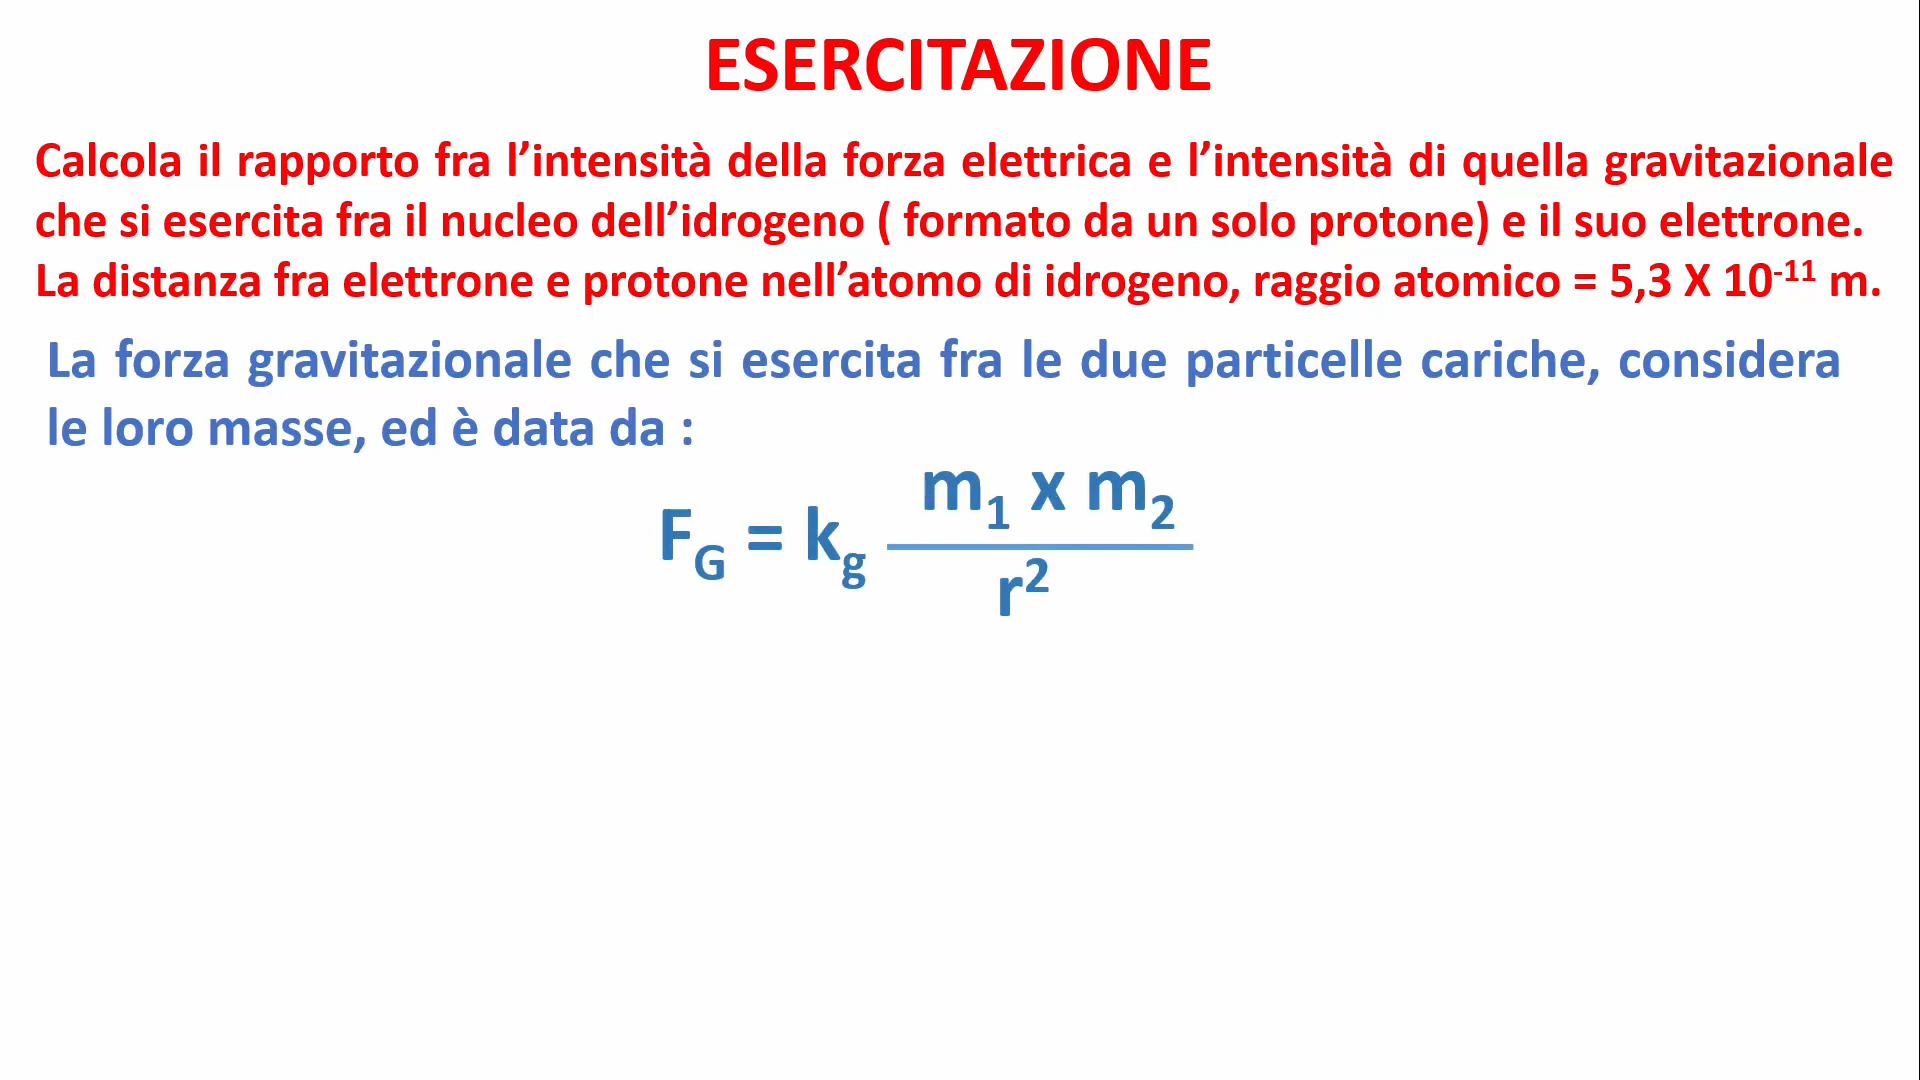 ESERCITAZIONE
Calcola il rapporto fra l’intensità della forza elettrica e l’intensità di quella gravitazionale
che si esercita fra il nucleo dell’idrogeno ( formato da un solo protone) e il suo elettrone.
La distanza fra elettrone e protone nell’atomo di idrogeno, raggio atomico = 5,3 X 10⁻¹¹ m.
La forza gravitazionale che si esercita fra le due particelle cariche, considera
le loro masse, ed è data da :
m₁ x m₂
F_G = k_g
r²